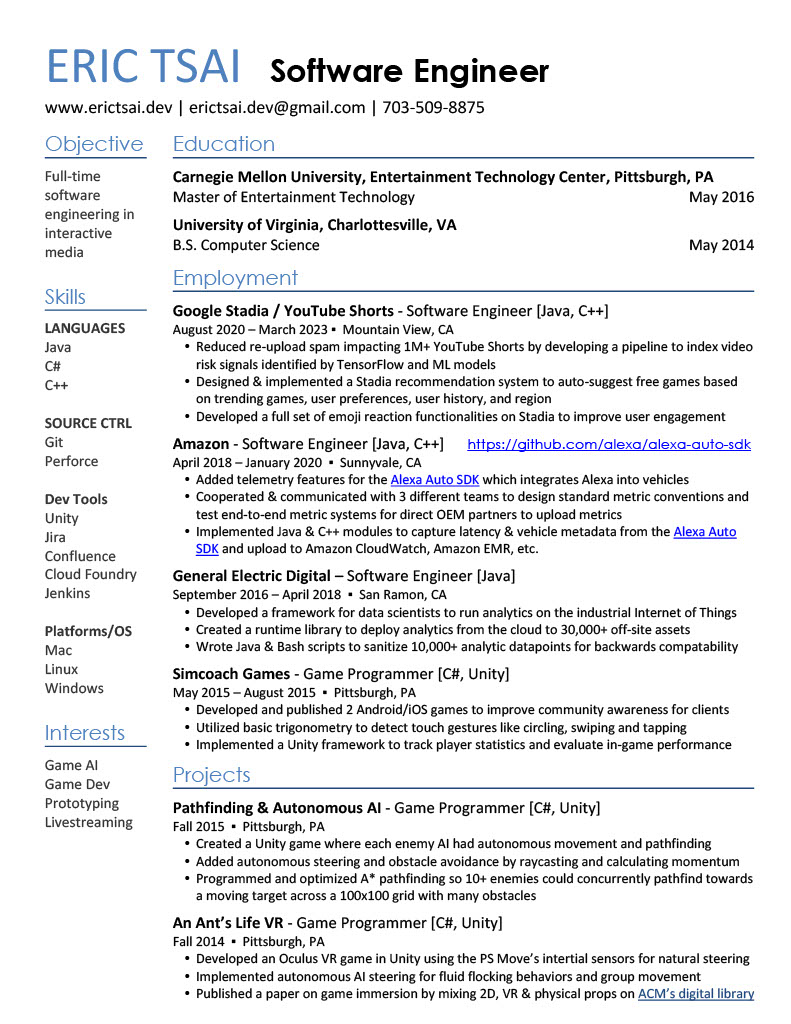 ERIC TSAI Software Engineer
www.erictsai.dev | erictsai.dev@gmail.com | 703-509-8875
Objective
Full-time
software
engineering in
interactive
media
Skills
LANGUAGES
Java
C#
C++
SOURCE CTRL
Git
Perforce
Dev Tools
Unity
Jira
Confluence
Cloud Foundry
Jenkins
Platforms/OS
Mac
Linux
Windows
Interests
Game AI
Game Dev
Prototyping
Livestreaming
Education
Carnegie Mellon University, Entertainment Technology Center, Pittsburgh, PA
Master of Entertainment Technology May 2016
University of Virginia, Charlottesville, VA
B.S. Computer Science May 2014
Employment
Google Stadia / YouTube Shorts - Software Engineer [Java, C++]
August 2020 – March 2023 ▪ Mountain View, CA
• Reduced re-upload spam impacting 1M+ YouTube Shorts by developing a pipeline to index video
risk signals identified by TensorFlow and ML models
• Designed & implemented a Stadia recommendation system to auto-suggest free games based
on trending games, user preferences, user history, and region
• Developed a full set of emoji reaction functionalities on Stadia to improve user engagement
Amazon - Software Engineer [Java, C++] https://github.com/alexa/alexa-auto-sdk
April 2018 – January 2020 ▪ Sunnyvale, CA
• Added telemetry features for the Alexa Auto SDK which integrates Alexa into vehicles
• Cooperated & communicated with 3 different teams to design standard metric conventions and
test end-to-end metric systems for direct OEM partners to upload metrics
• Implemented Java & C++ modules to capture latency & vehicle metadata from the Alexa Auto
SDK and upload to Amazon CloudWatch, Amazon EMR, etc.
General Electric Digital – Software Engineer [Java]
September 2016 – April 2018 ▪ San Ramon, CA
• Developed a framework for data scientists to run analytics on the industrial Internet of Things
• Created a runtime library to deploy analytics from the cloud to 30,000+ off-site assets
• Wrote Java & Bash scripts to sanitize 10,000+ analytic datapoints for backwards compatability
Simcoach Games - Game Programmer [C#, Unity]
May 2015 – August 2015 ▪ Pittsburgh, PA
• Developed and published 2 Android/iOS games to improve community awareness for clients
• Utilized basic trigonometry to detect touch gestures like circling, swiping and tapping
• Implemented a Unity framework to track player statistics and evaluate in-game performance
Projects
Pathfinding & Autonomous AI - Game Programmer [C#, Unity]
Fall 2015 ▪ Pittsburgh, PA
• Created a Unity game where each enemy AI had autonomous movement and pathfinding
• Added autonomous steering and obstacle avoidance by raycasting and calculating momentum
• Programmed and optimized A* pathfinding so 10+ enemies could concurrently pathfind towards
a moving target across a 100x100 grid with many obstacles
An Ant’s Life VR - Game Programmer [C#, Unity]
Fall 2014 ▪ Pittsburgh, PA
• Developed an Oculus VR game in Unity using the PS Move’s intertial sensors for natural steering
• Implemented autonomous AI steering for fluid flocking behaviors and group movement
• Published a paper on game immersion by mixing 2D, VR & physical props on ACM’s digital library